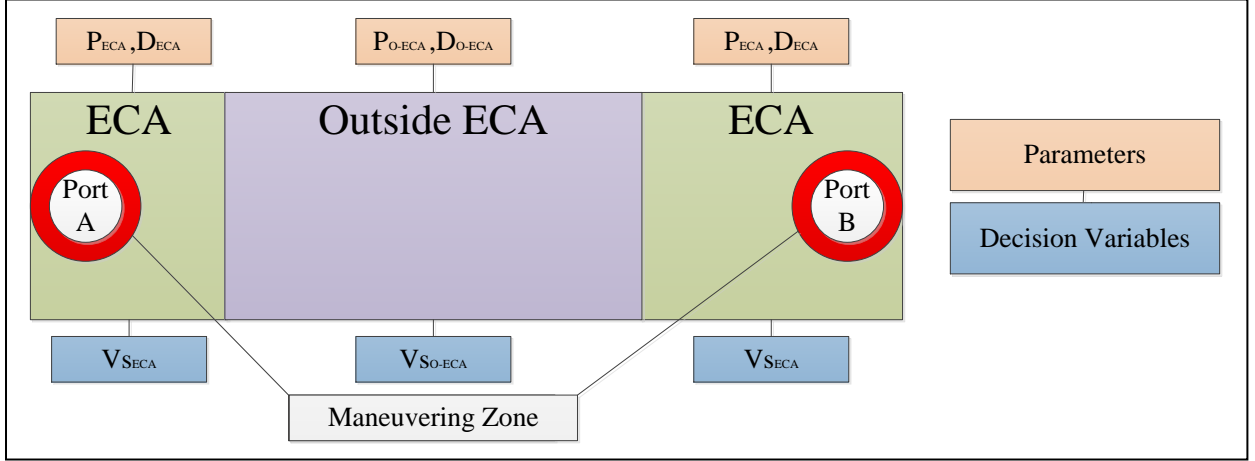 PECA,DECA
PO-ECA,DO-ECA
PECA,DECA
ECA
Outside ECA
ECA
Port
A
Port
B
Parameters
Decision Variables
VSECA
VSO-ECA
VSECA
Maneuvering Zone